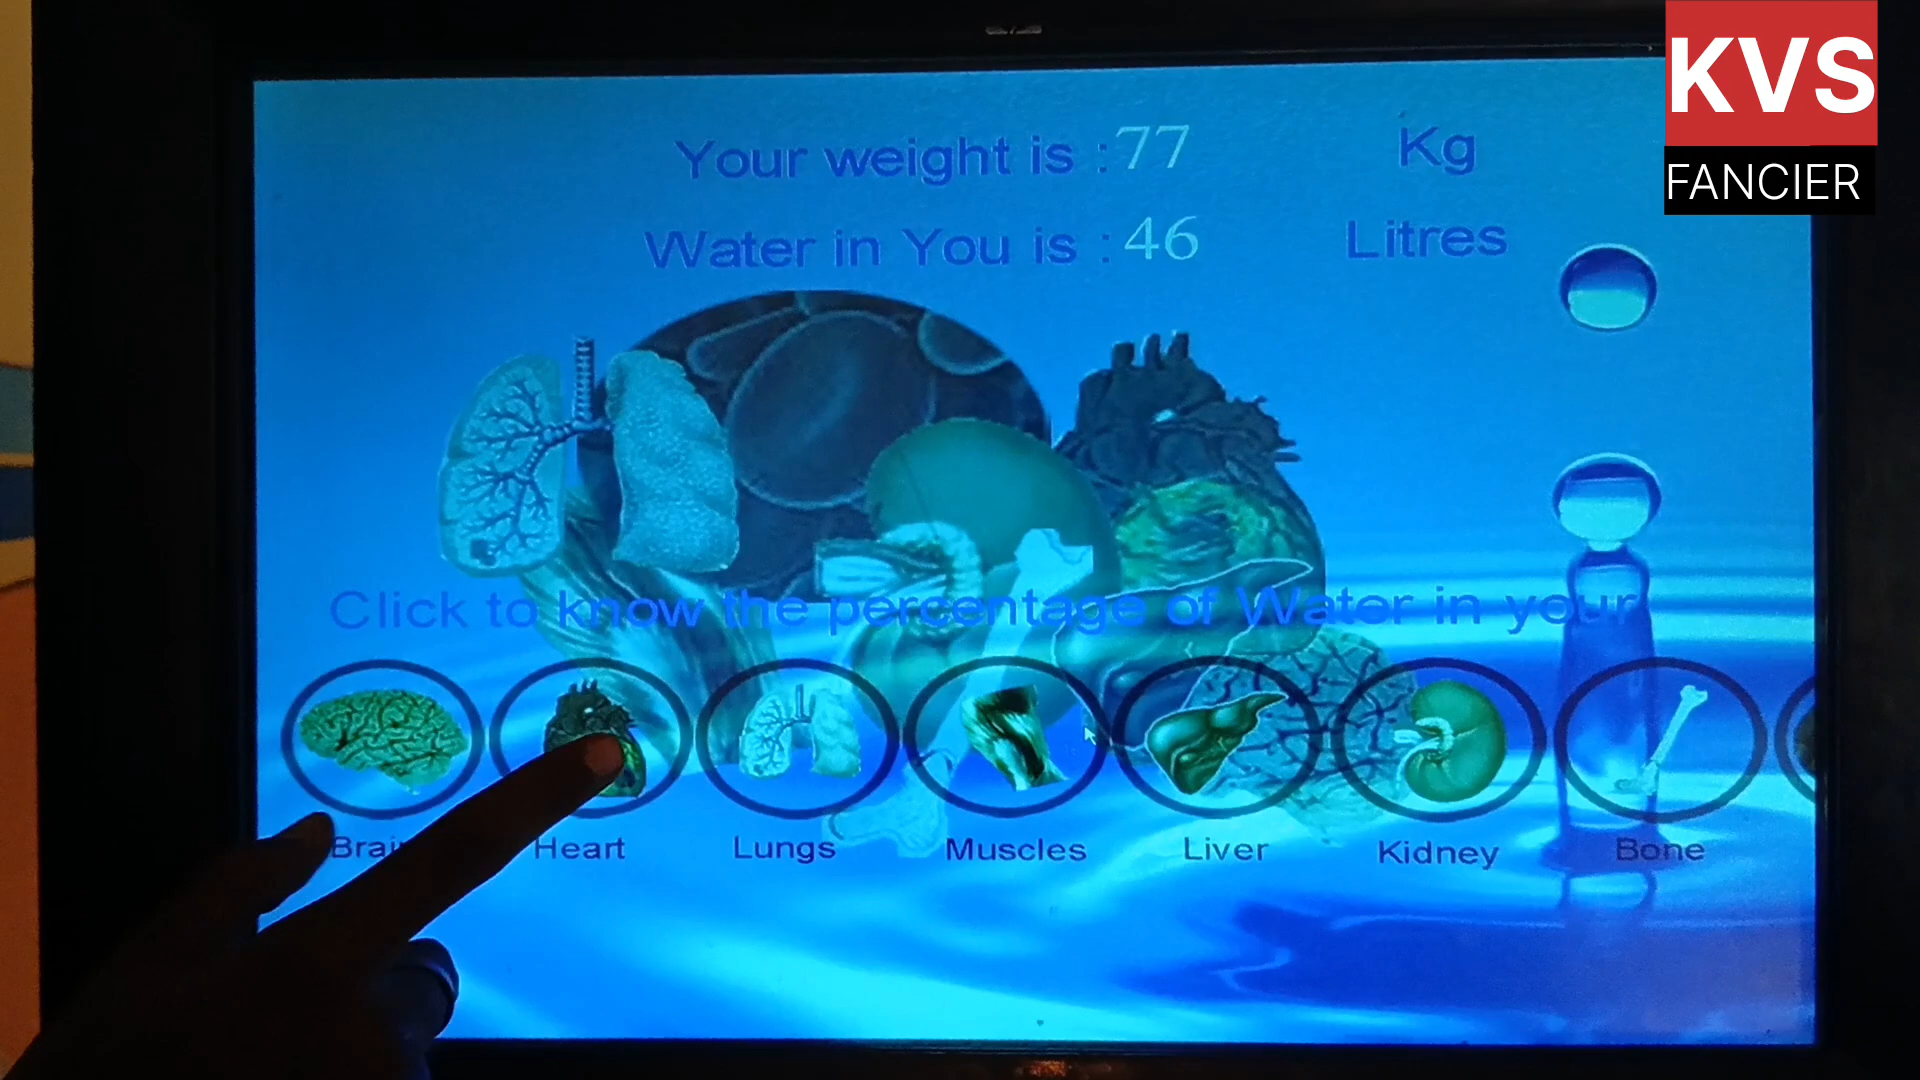 KVS
FANCIER
Your weight is : 77 Kg
Water in You is : 46 Litres
Click to know the percentage of Water in your
Brain Heart Lungs Muscles Liver Kidney Bone